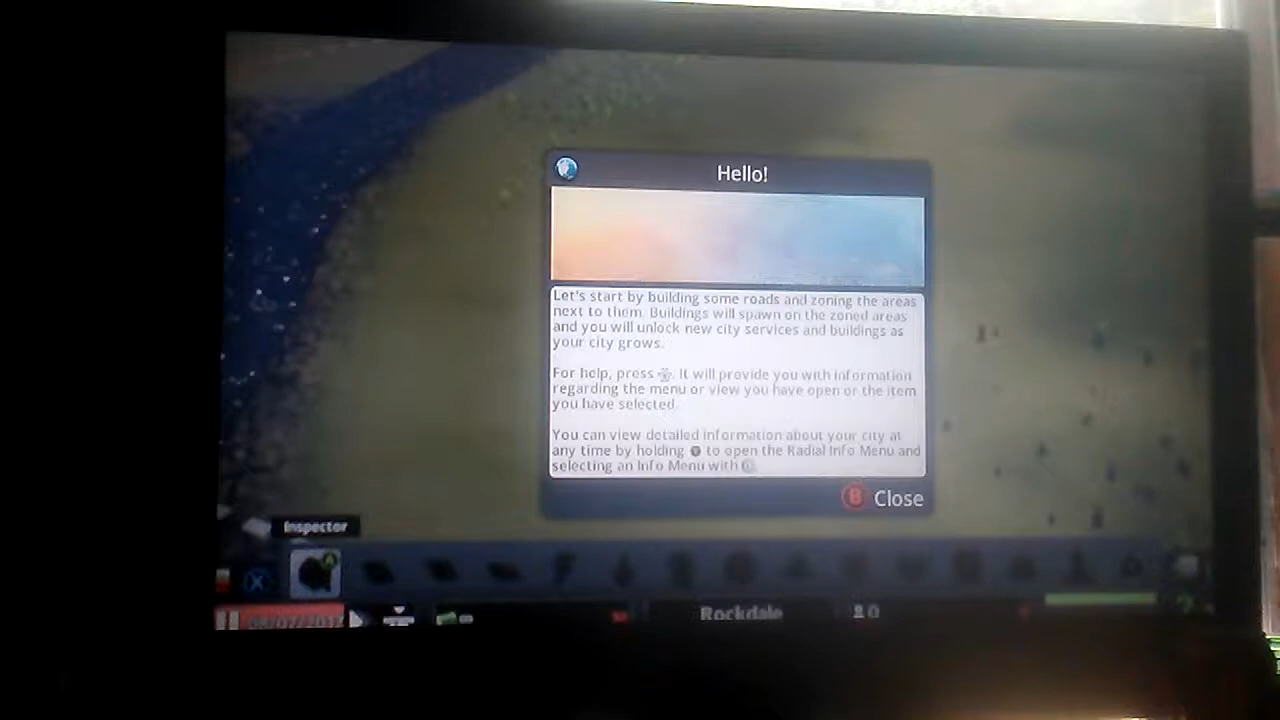 Hello!
Let's start by building some roads and zoning the areas
next to them. Buildings will spawn on the zoned areas
and you will unlock new city services and buildings as
your city grows.
For help, press . It will provide you with information
regarding the menu or view you have open or the item
you have selected.
You can view detailed information about your city at
any time by holding to open the Radial Info Menu and
selecting an Info Menu with
B Close
Inspector
X
Rockdale
0